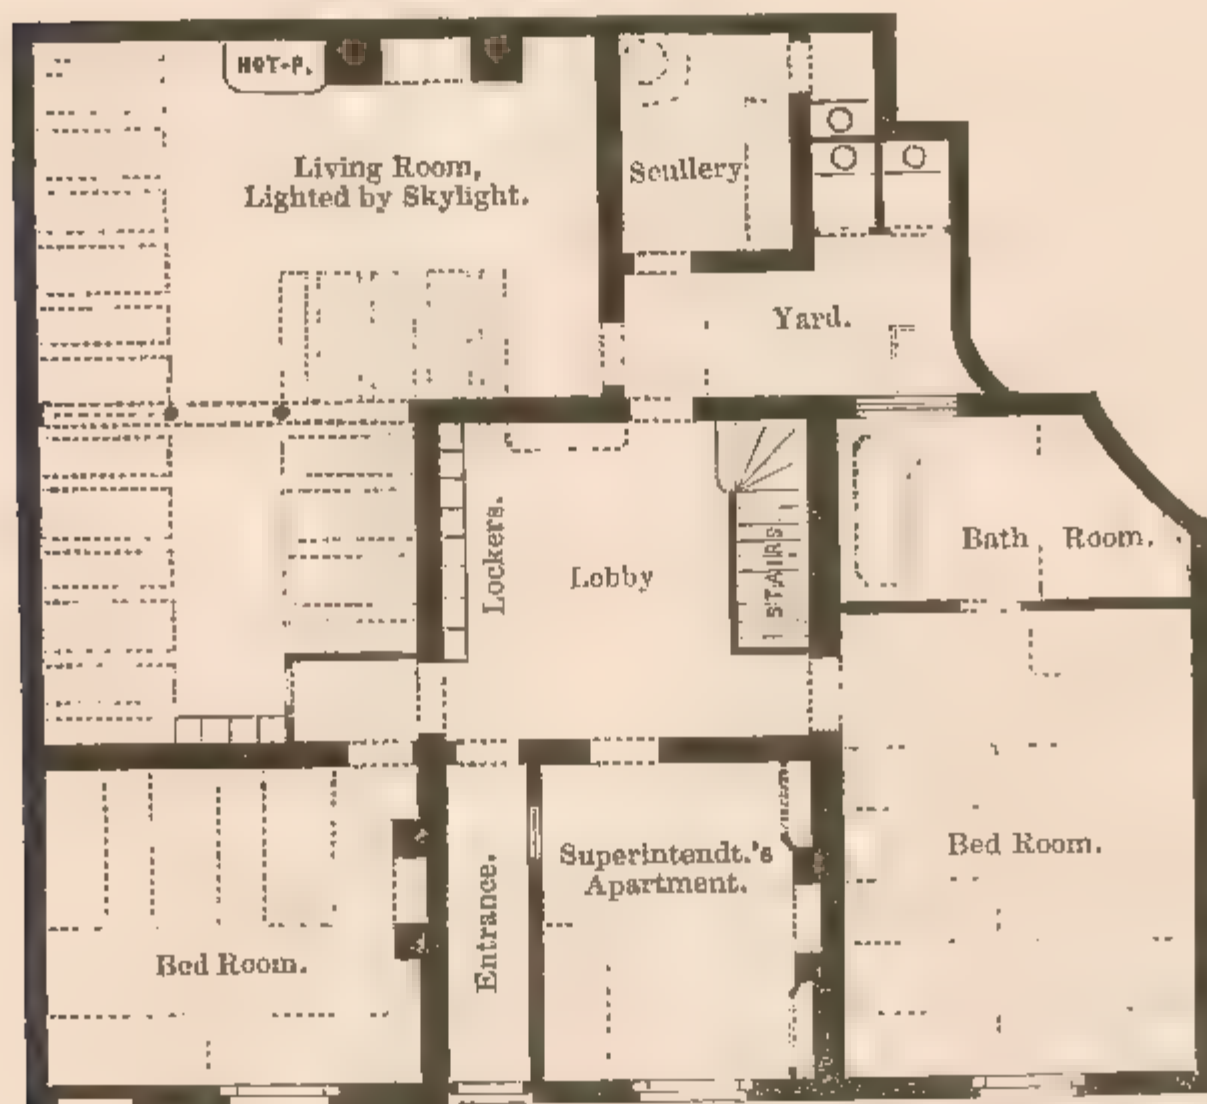 HOT-P.
Living Room,
Lighted by Skylight.
Scullery
Yard.
Lockers.
Lobby
STAIRS
Bath Room.
Bed Room.
Superintendt.'s
Apartment.
Entrance.
Bed Room.